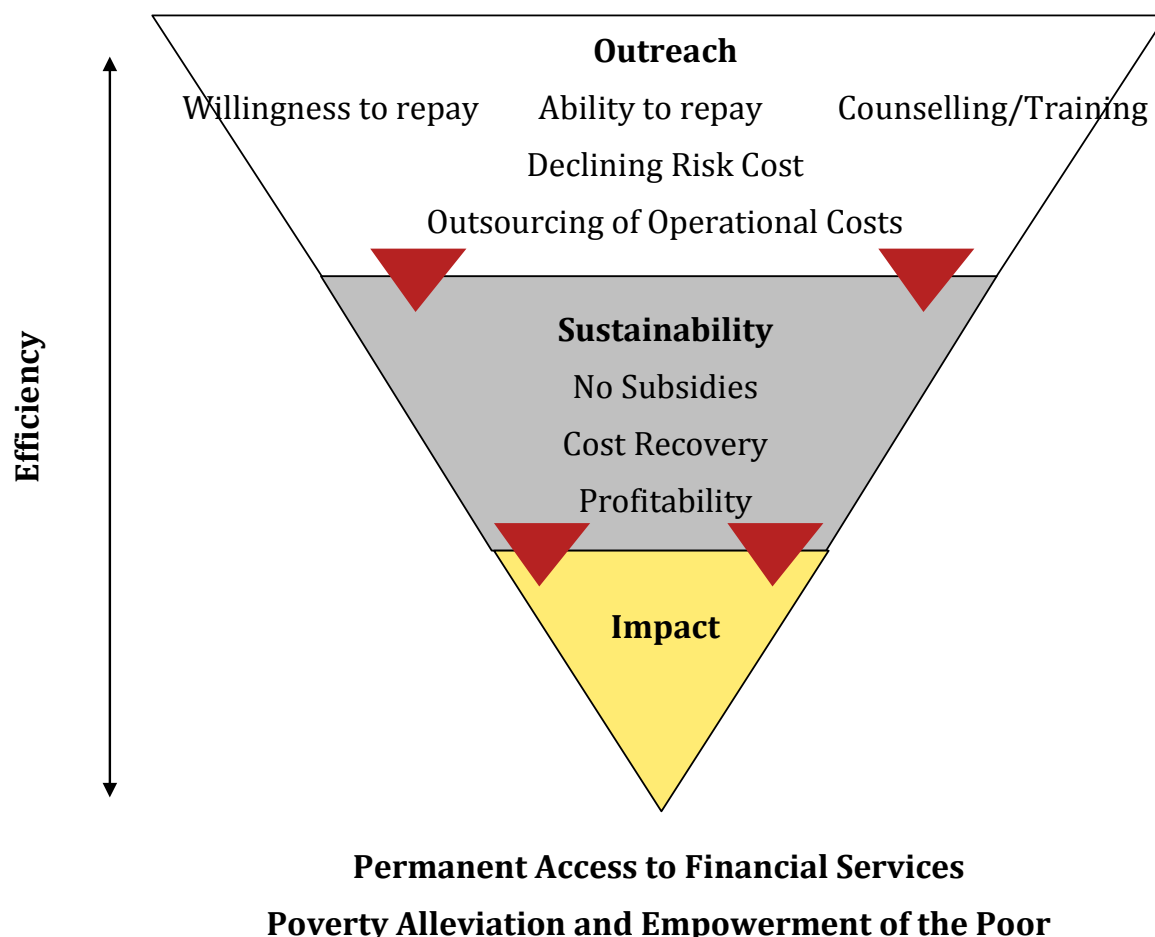 Outreach
Willingness to repay Ability to repay Counselling/Training
Declining Risk Cost
Outsourcing of Operational Costs
Efficiency
Sustainability
No Subsidies
Cost Recovery
Profitability
Impact
Permanent Access to Financial Services
Poverty Alleviation and Empowerment of the Poor